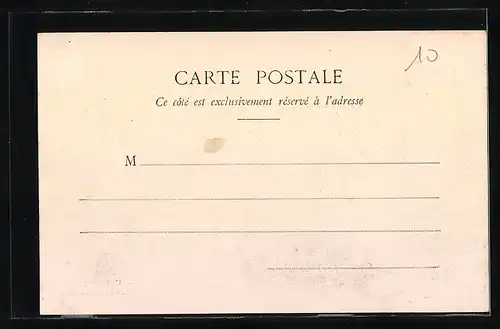 10
CARTE POSTALE
Ce côté est exclusivement réservé à l'adresse
M